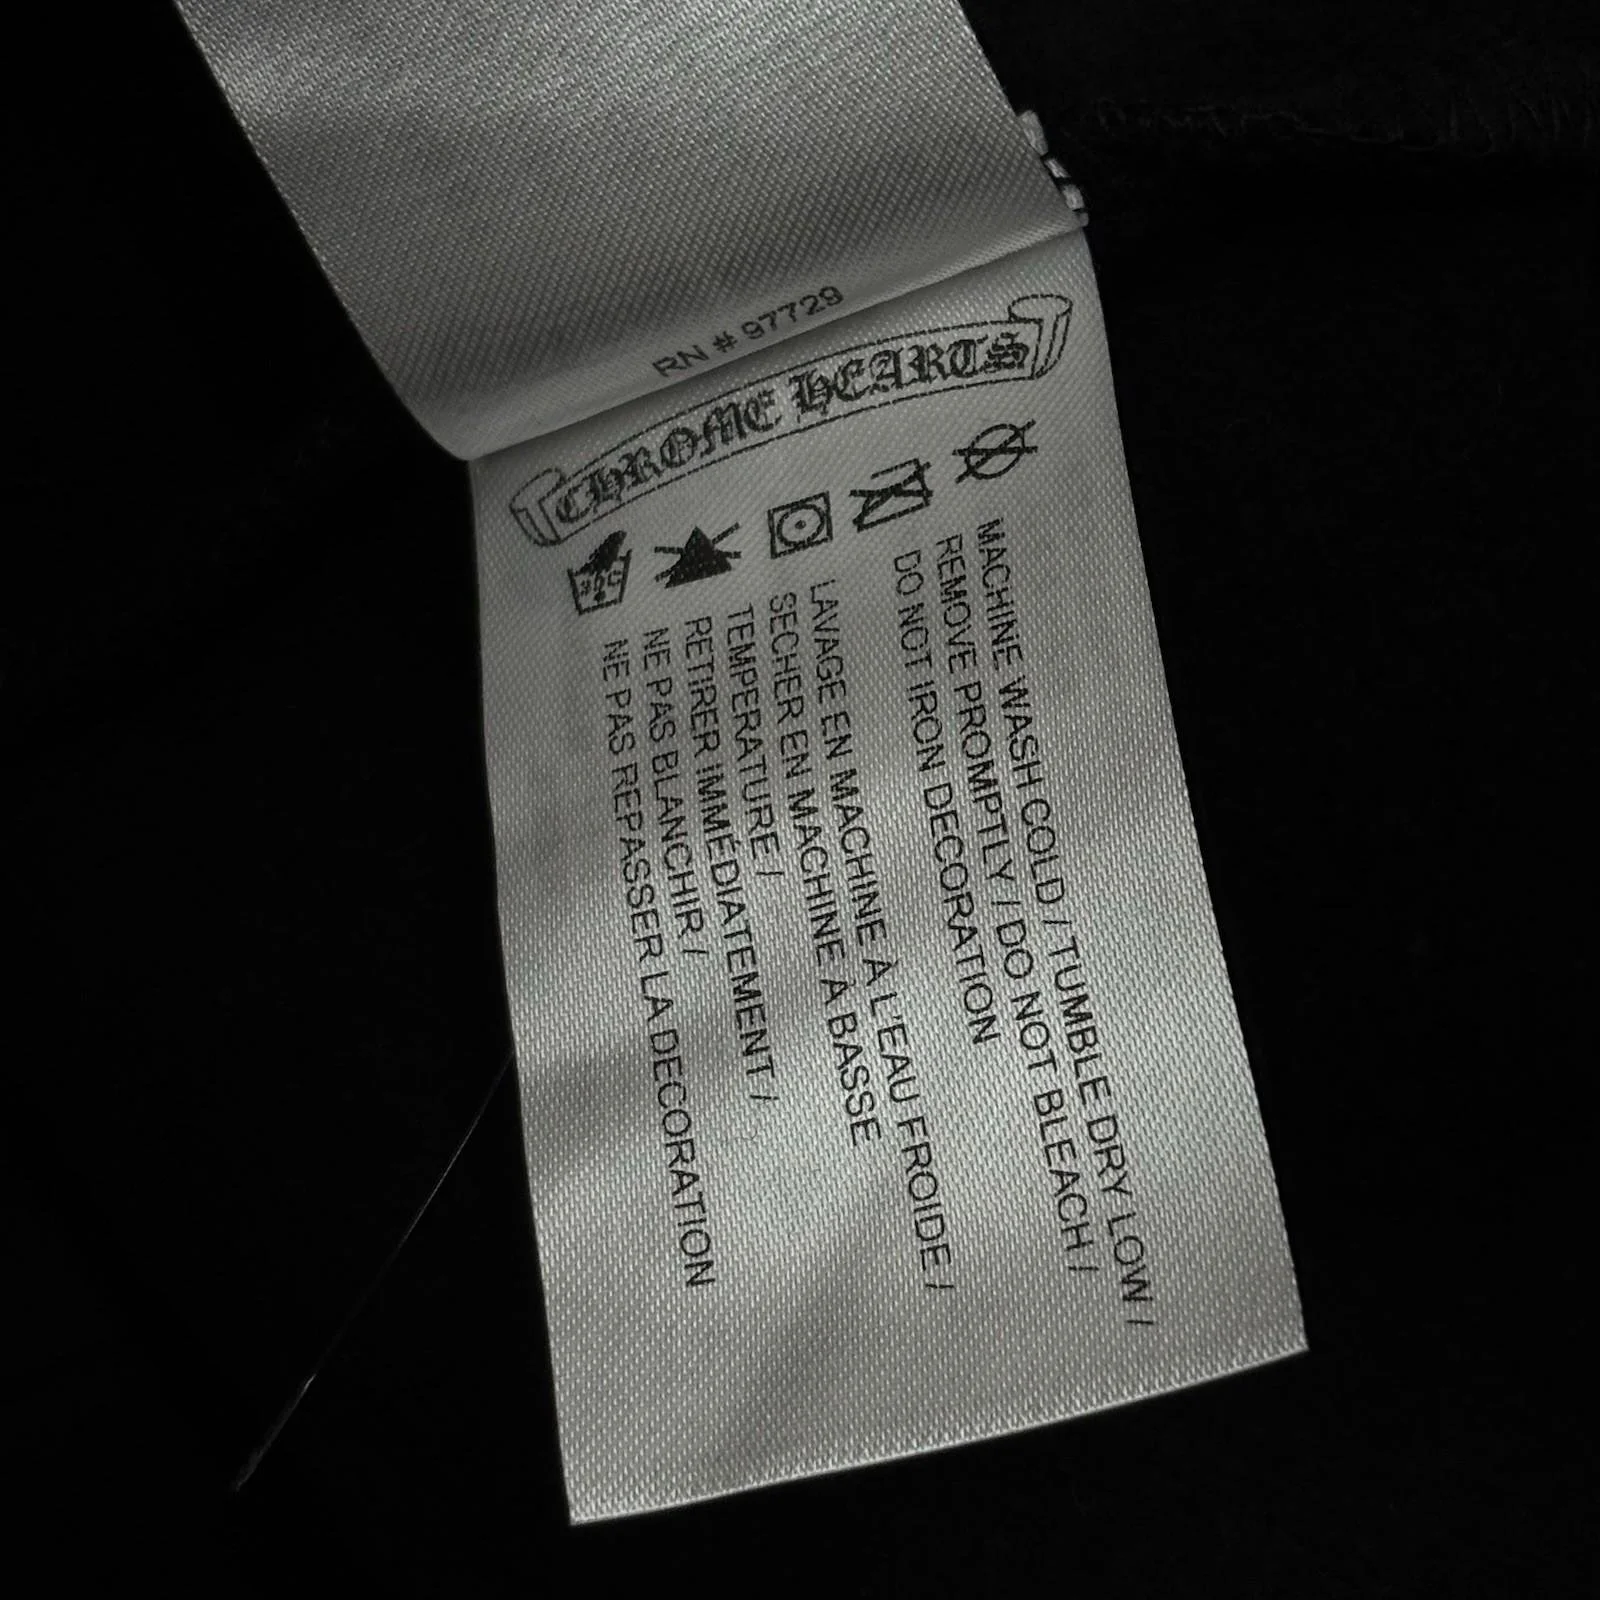 RN # 97729
CHROME HEARTS
MACHINE WASH COLD / TUMBLE DRY LOW /
REMOVE PROMPTLY / DO NOT BLEACH /
DO NOT IRON DECORATION
LAVAGE EN MACHINE À L'EAU FROIDE /
SECHER EN MACHINE À BASSE
TEMPERATURE /
RETIRER IMMÉDIATEMENT /
NE PAS BLANCHIR /
NE PAS REPASSER LA DECORATION